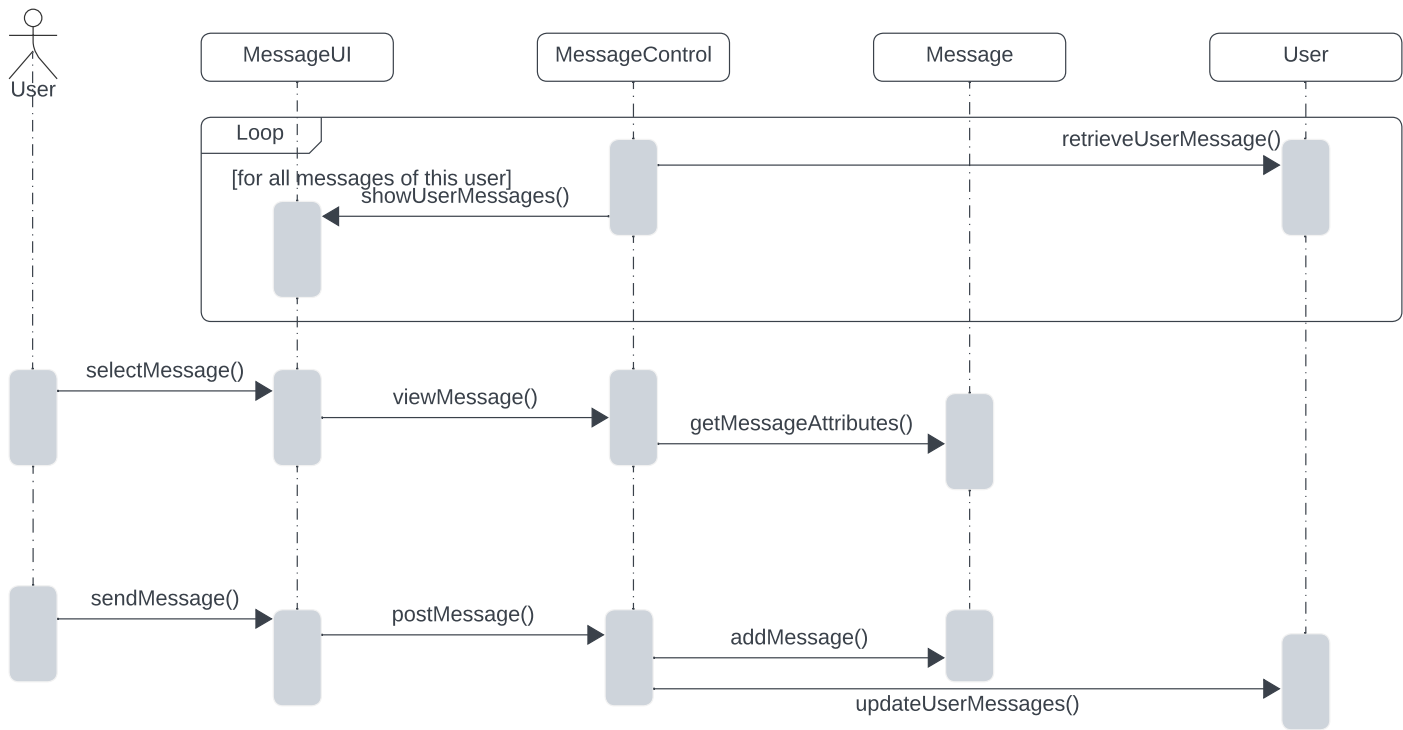 User
MessageUI
MessageControl
Message
User
Loop
retrieveUserMessage()
[for all messages of this user]
showUserMessages()
selectMessage()
viewMessage()
getMessageAttributes()
sendMessage()
postMessage()
addMessage()
updateUserMessages()